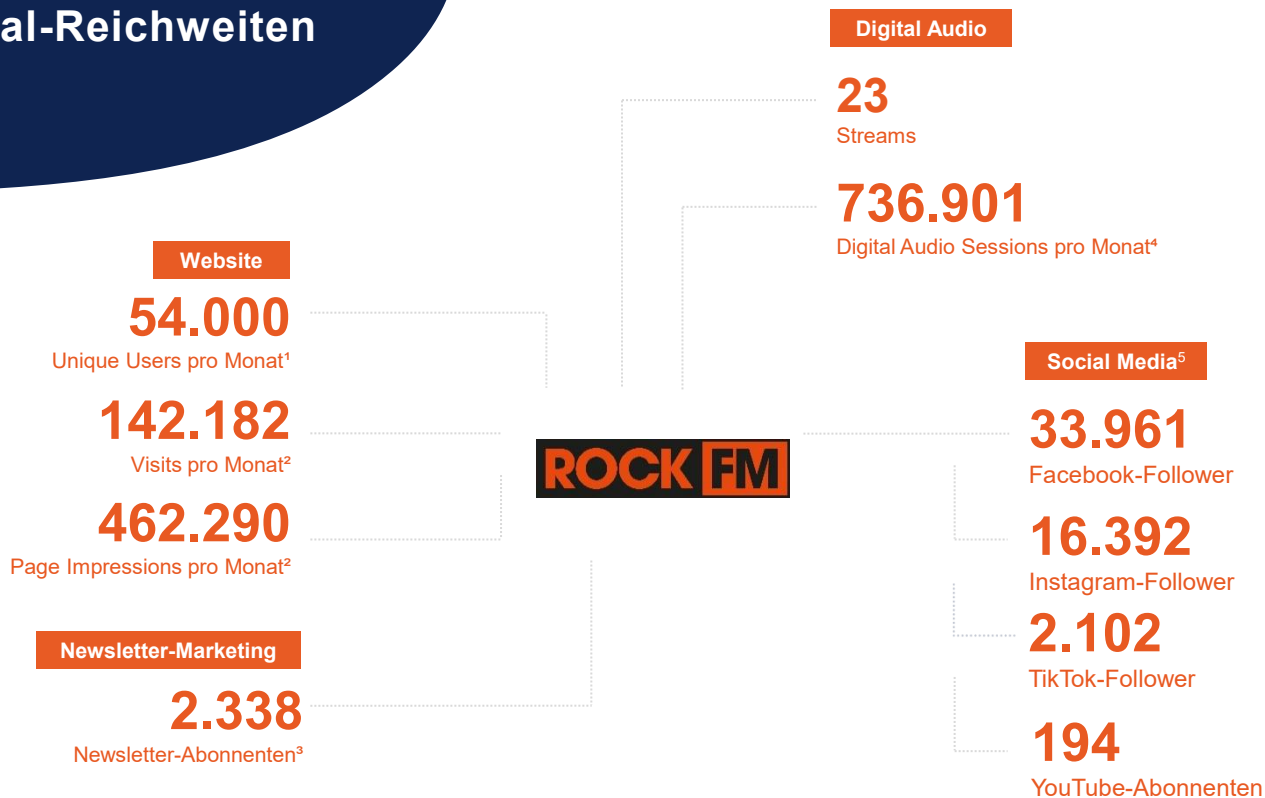 al-Reichweiten
Digital Audio
23
Streams
736.901
Digital Audio Sessions pro Monat⁴
Website
54.000
Unique Users pro Monat¹
142.182
Visits pro Monat²
462.290
Page Impressions pro Monat²
Newsletter-Marketing
2.338
Newsletter-Abonnenten³
ROCK FM
Social Media⁵
33.961
Facebook-Follower
16.392
Instagram-Follower
2.102
TikTok-Follower
194
YouTube-Abonnenten